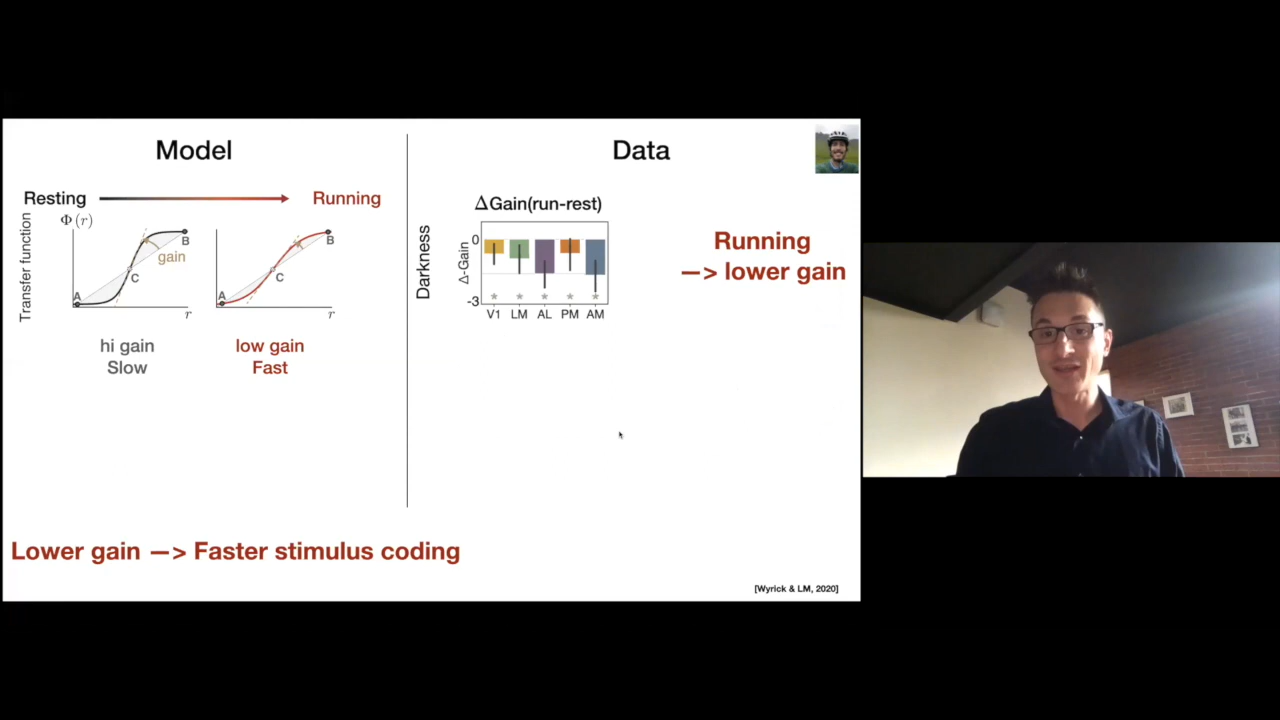 Model
Resting
Running
Transfer function
Φ (r)
A
B
C
gain
r
A
B
C
r
hi gain
Slow
low gain
Fast
Lower gain —> Faster stimulus coding
Data
ΔGain(run-rest)
Darkness
Δ-Gain
0
-3
* * * * *
V1 LM AL PM AM
Running
—> lower gain
[Wyrick & LM, 2020]